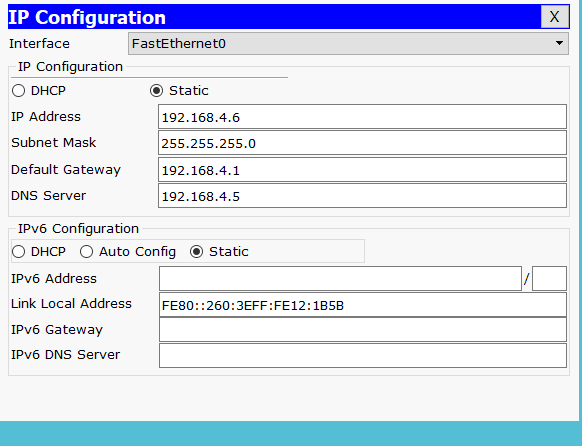 IP Configuration X
Interface FastEthernet0
IP Configuration
DHCP Static
IP Address 192.168.4.6
Subnet Mask 255.255.255.0
Default Gateway 192.168.4.1
DNS Server 192.168.4.5
IPv6 Configuration
DHCP Auto Config Static
IPv6 Address /
Link Local Address FE80::260:3EFF:FE12:1B5B
IPv6 Gateway
IPv6 DNS Server